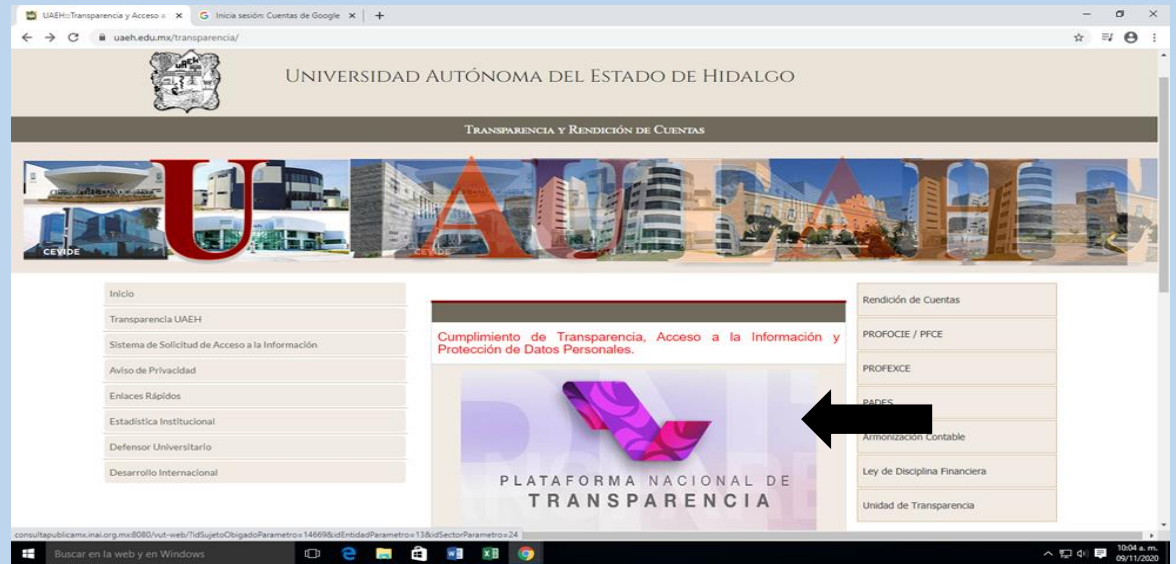 UAEH:::Transparencia y Acceso a
Inicia sesión: Cuentas de Google
uaeh.edu.mx/transparencia/
UAEH
UNIVERSIDAD AUTÓNOMA DEL ESTADO DE HIDALGO
TRANSPARENCIA Y RENDICIÓN DE CUENTAS
UAEH
CEVIDE
CEVIDE
Inicio
Transparencia UAEH
Sistema de Solicitud de Acceso a la Información
Aviso de Privacidad
Enlaces Rápidos
Estadística Institucional
Defensor Universitario
Desarrollo Internacional
Cumplimiento de Transparencia, Acceso a la Información y
Protección de Datos Personales.
PLATAFORMA NACIONAL DE
TRANSPARENCIA
Rendición de Cuentas
PROFOCIE / PFCE
PROFEXCE
PADES
Armonización Contable
Ley de Disciplina Financiera
Unidad de Transparencia
consultapublicamx.inai.org.mx:8080/vut-web/?idSujetoObigadoParametro=14669&idEntidadParametro=13&idSectorParametro=24
Buscar en la web y en Windows
10:04 a. m.
09/11/2020